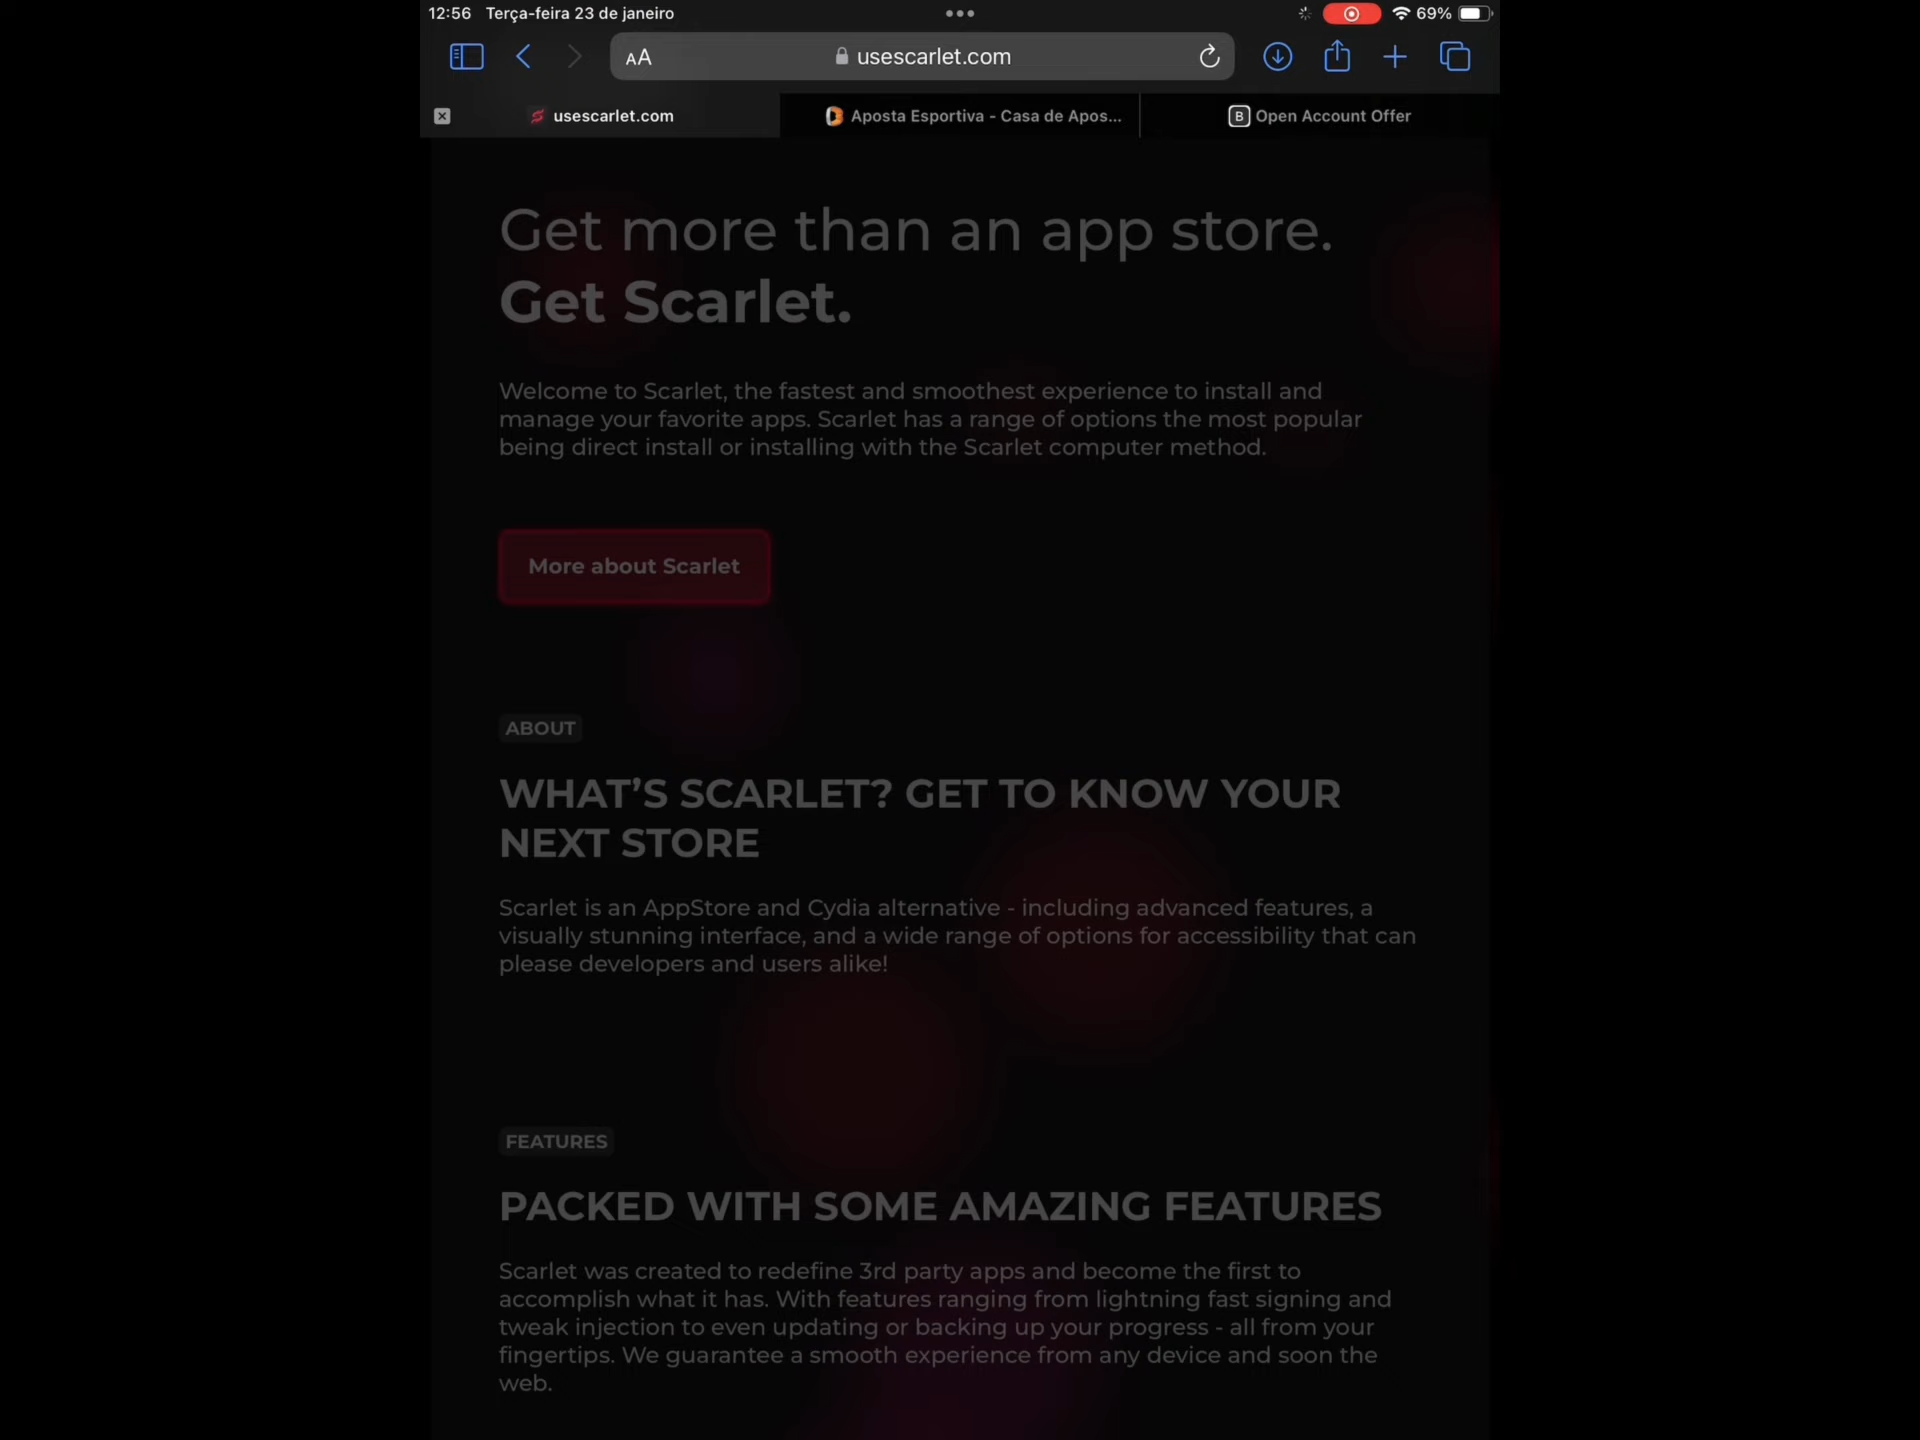 12:56 Terça-feira 23 de janeiro 69%
AA usescarlet.com
usescarlet.com Aposta Esportiva - Casa de Apos... B Open Account Offer
Get more than an app store.
Get Scarlet.
Welcome to Scarlet, the fastest and smoothest experience to install and
manage your favorite apps. Scarlet has a range of options the most popular
being direct install or installing with the Scarlet computer method.
More about Scarlet
ABOUT
WHAT’S SCARLET? GET TO KNOW YOUR
NEXT STORE
Scarlet is an AppStore and Cydia alternative - including advanced features, a
visually stunning interface, and a wide range of options for accessibility that can
please developers and users alike!
FEATURES
PACKED WITH SOME AMAZING FEATURES
Scarlet was created to redefine 3rd party apps and become the first to
accomplish what it has. With features ranging from lightning fast signing and
tweak injection to even updating or backing up your progress - all from your
fingertips. We guarantee a smooth experience from any device and soon the
web.